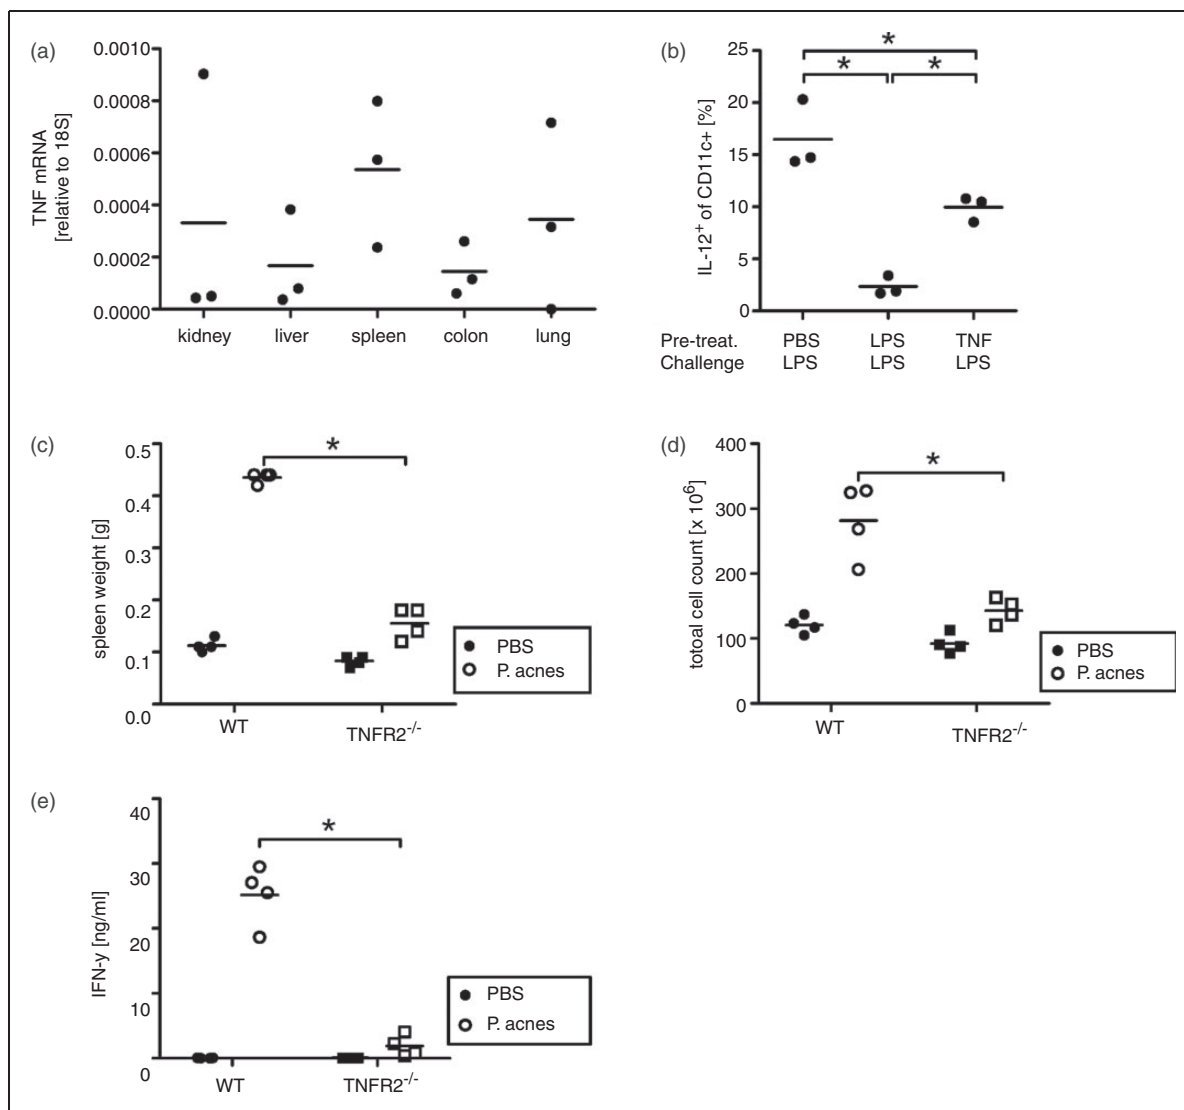 (a)
TNF mRNA
[relative to 18S]
0.0010
0.0008
0.0006
0.0004
0.0002
0.0000
kidney liver spleen colon lung
(b)
IL-12+ of CD11c+ [%]
25
20
15
10
5
0
* * *
Pre-treat. PBS LPS TNF
Challenge LPS LPS LPS
(c)
spleen weight [g]
0.5
0.4
0.3
0.2
0.1
0.0
*
WT TNFR2-/-
PBS
P. acnes
(d)
totoal cell count [x 10^6]
400
300
200
100
0
*
WT TNFR2-/-
PBS
P. acnes
(e)
IFN-y [ng/ml]
40
30
20
10
0
*
WT TNFR2-/-
PBS
P. acnes